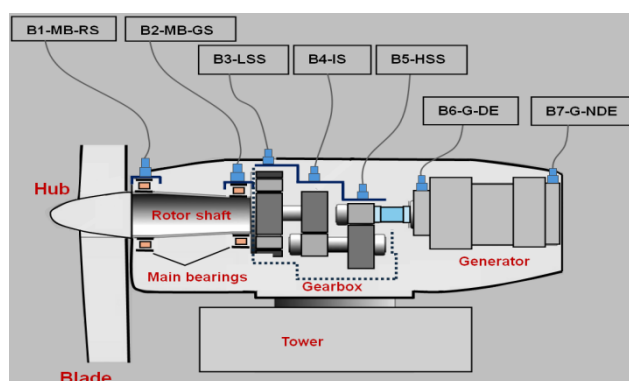 B1-MB-RS
B2-MB-GS
B3-LSS
B4-IS
B5-HSS
B6-G-DE
B7-G-NDE
Hub
Rotor shaft
Main bearings
Gearbox
Generator
Tower
Blade